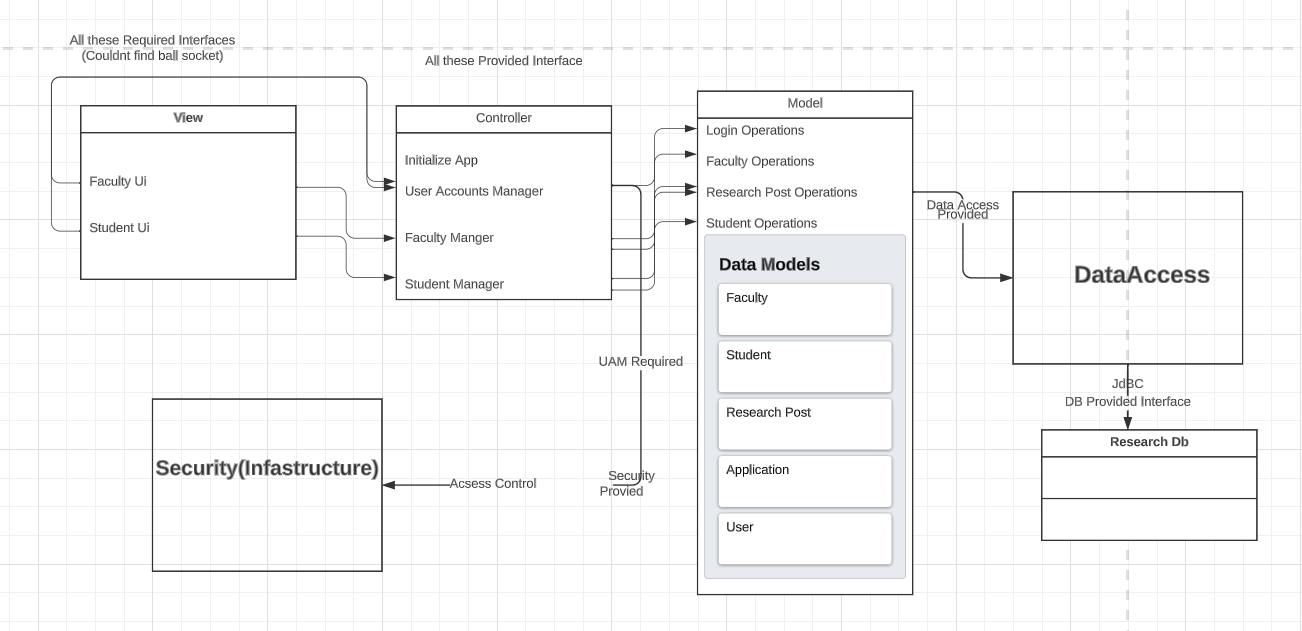 All these Required Interfaces
(Couldnt find ball socket)
All these Provided Interface
View
Faculty Ui
Student Ui
Controller
Initialize App
User Accounts Manager
Faculty Manger
Student Manager
Model
Login Operations
Faculty Operations
Research Post Operations
Student Operations
Data Models
Faculty
Student
Research Post
Application
User
Data Access
Provided
DataAccess
JdBC
DB Provided Interface
Research Db
UAM Required
Security
Provied
Acsess Control
Security(Infastructure)